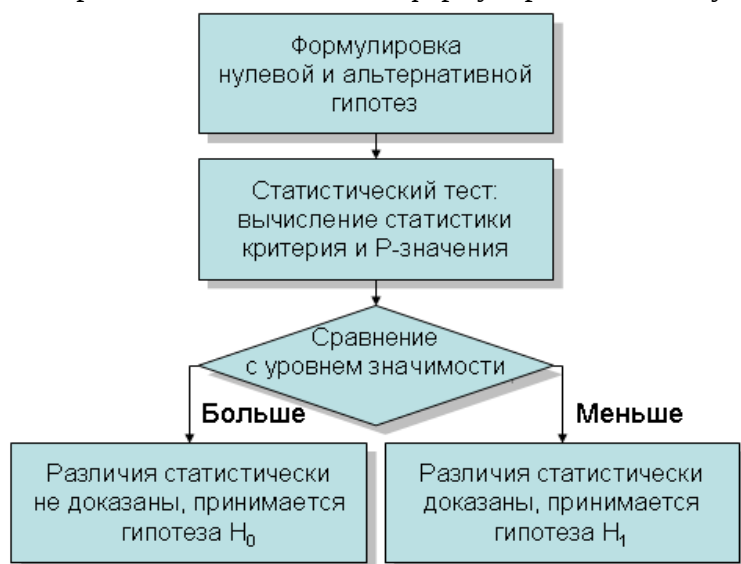 Формулировка
нулевой и альтернативной
гипотез
Статистический тест:
вычисление статистики
критерия и P-значения
Сравнение
с уровнем значимости
Больше
Меньше
Различия статистически
не доказаны, принимается
гипотеза H₀
Различия статистически
доказаны, принимается
гипотеза H₁